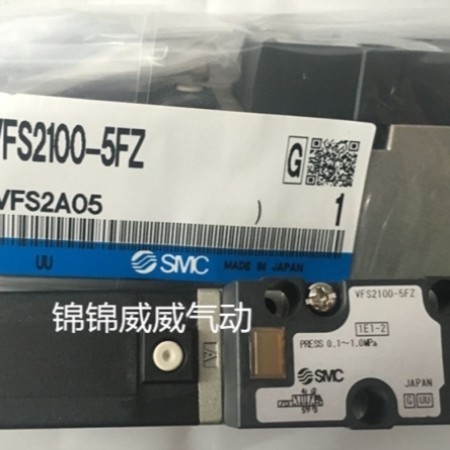 VFS2100-5FZ
G
VFS2A05
)
1
UU
SMC
MADE IN JAPAN
锦锦威威气动
VFS2100-5FZ
1E1-2
PRESS 0.1~1.0MPa
SMC
JAPAN
G UU